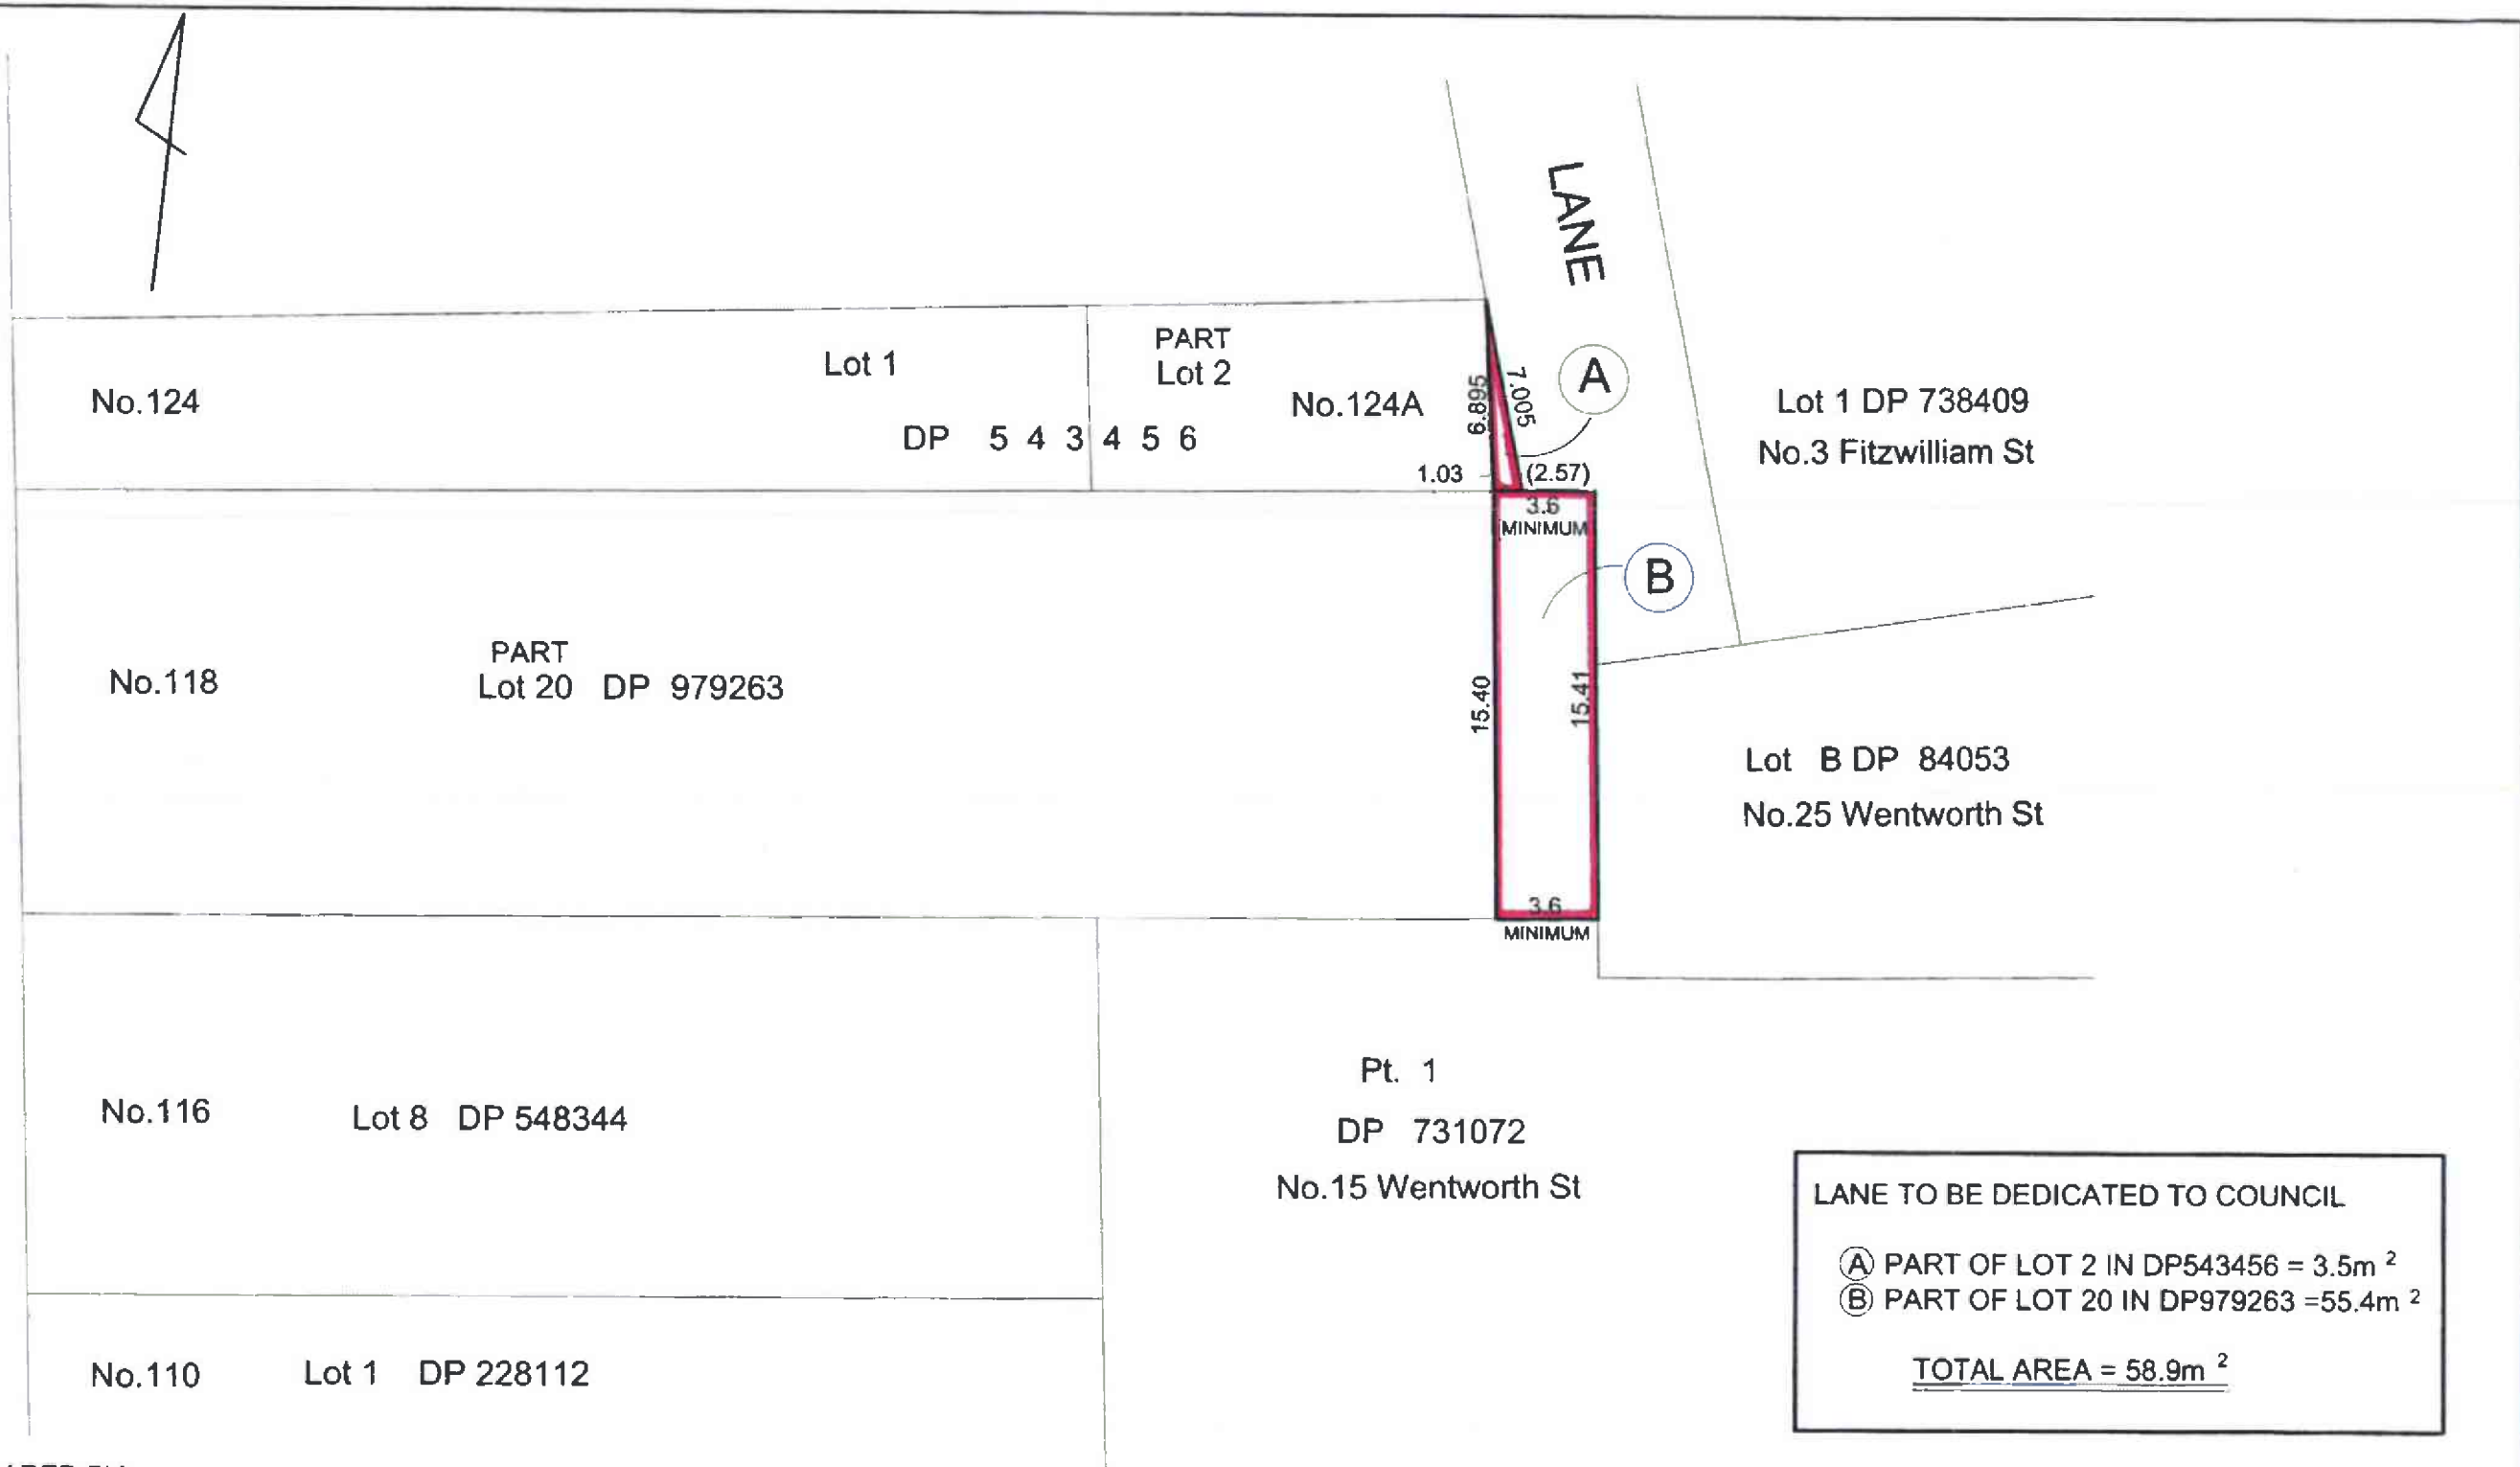 LANE
PART
Lot 1
Lot 2
No.124
No.124A
DP 5 4 3 4 5 6
6.895
7.005
A
1.03
(2.57)
Lot 1 DP 738409
No.3 Fitzwilliam St
3.6
MINIMUM
B
PART
No.118
Lot 20 DP 979263
15.40
15.41
Lot B DP 84053
No.25 Wentworth St
3.6
MINIMUM
Pt. 1
DP 731072
No.15 Wentworth St
No.116
Lot 8 DP 548344
No.110
Lot 1 DP 228112
LANE TO BE DEDICATED TO COUNCIL
A PART OF LOT 2 IN DP543456 = 3.5m ²
B PART OF LOT 20 IN DP979263 =55.4m ²
TOTAL AREA = 58.9m ²